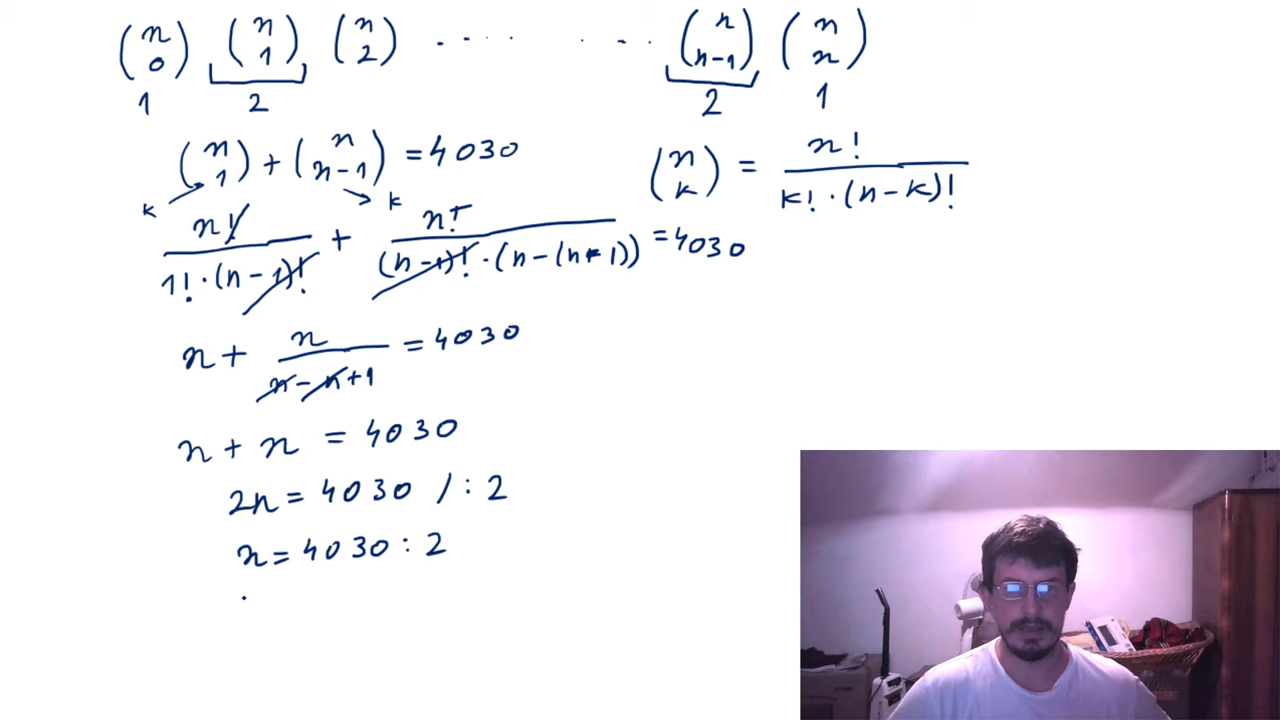 (n 0) (n 1) (n 2) . . . . . . . . (n n-1) (n n)
1 2 2 1
(n 1) + (n n-1) = 4030
(n k) = n! / k! · (n-k)!
k k
n! / 1! · (n-1)! + n! / (n-1)! · (n-(n-1)) = 4030
n + n / n-n+1 = 4030
n + n = 4030
2n = 4030 / : 2
n = 4030 : 2